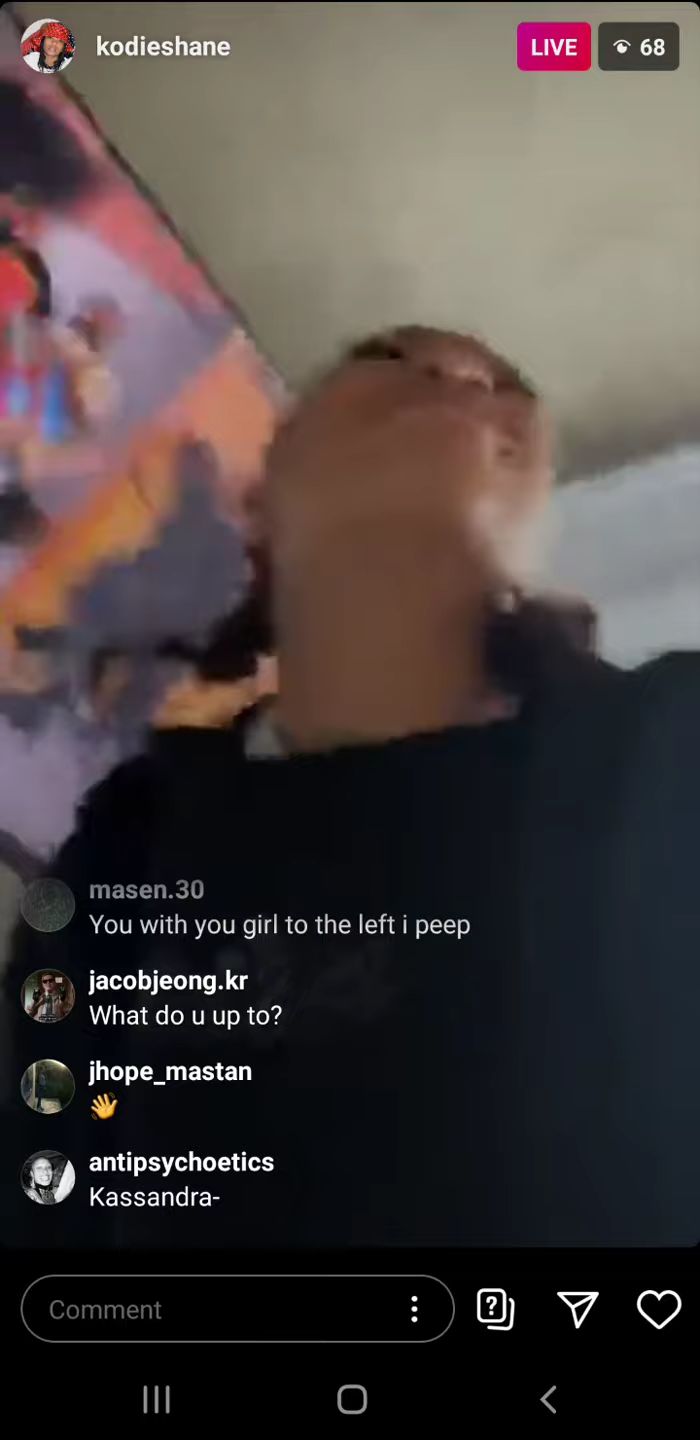 kodieshane
LIVE
68
masen.30
You with you girl to the left i peep
jacobjeong.kr
What do u up to?
jhope_mastan
👋
antipsychoetics
Kassandra-
Comment